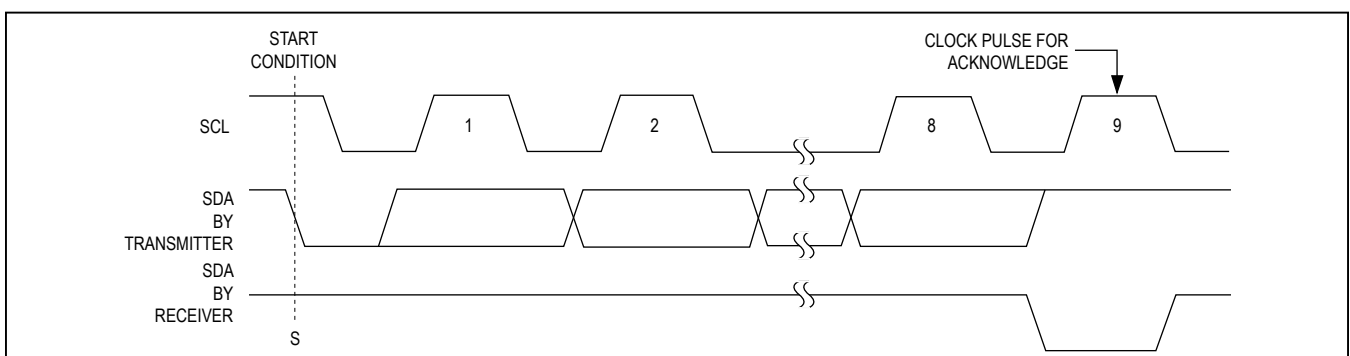 START
CONDITION
CLOCK PULSE FOR
ACKNOWLEDGE
SCL
1
2
8
9
SDA
BY
TRANSMITTER
SDA
BY
RECEIVER
S